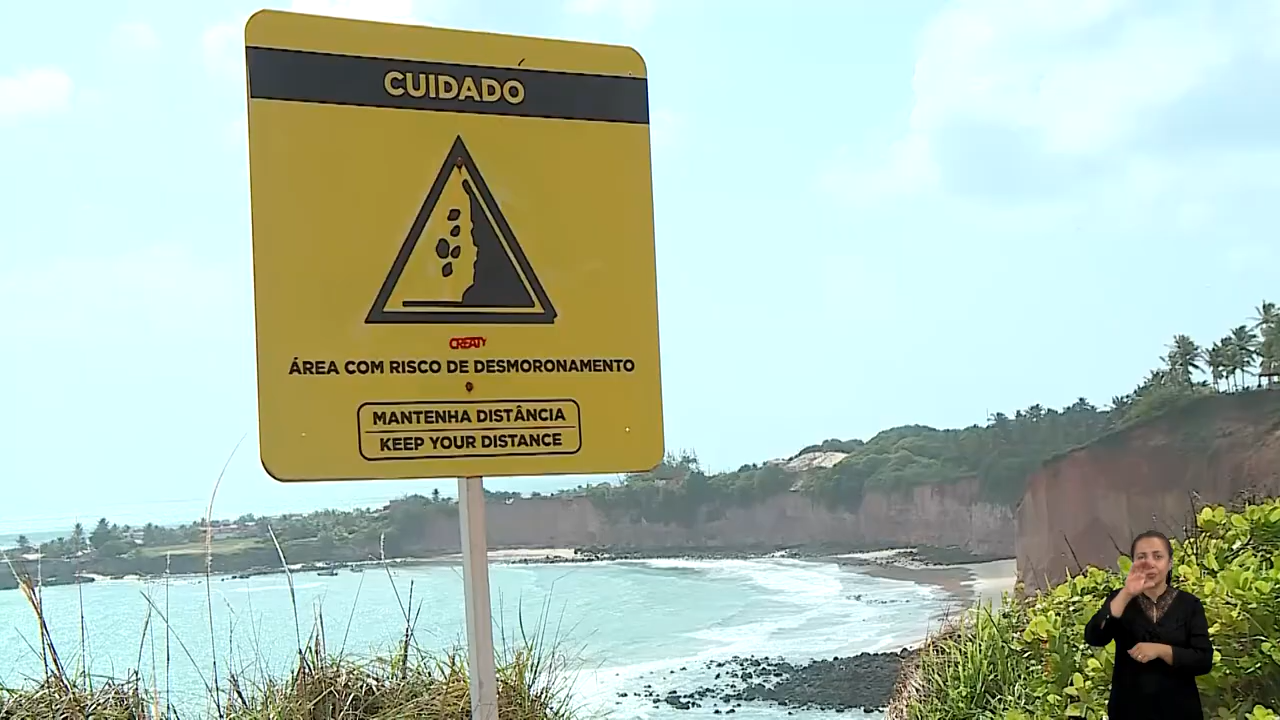 CUIDADO
CREATY
ÁREA COM RISCO DE DESMORONAMENTO
MANTENHA DISTÂNCIA
KEEP YOUR DISTANCE